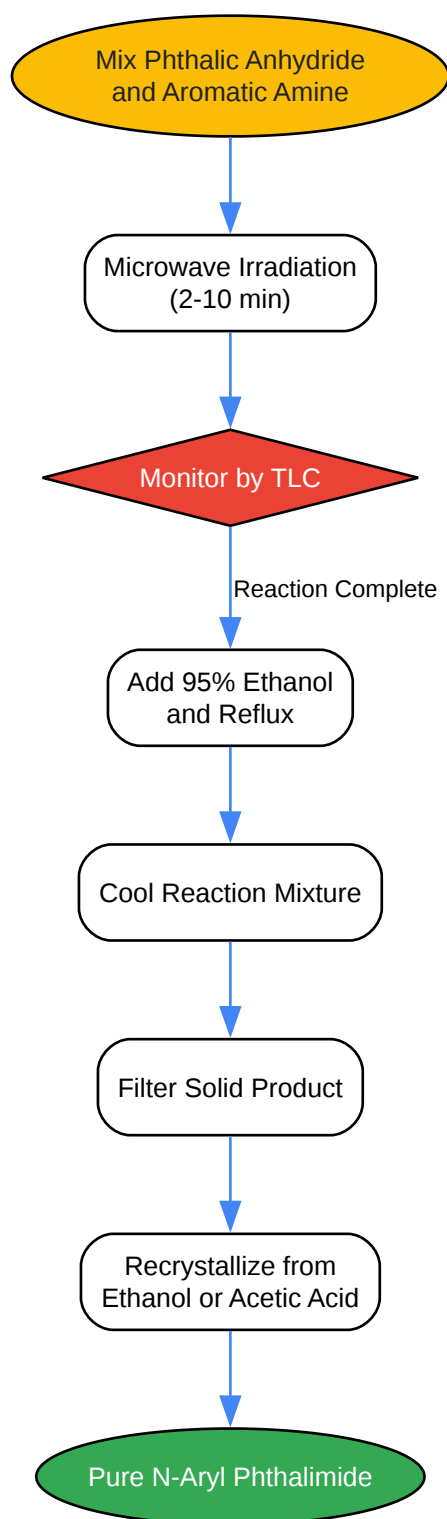 Mix Phthalic Anhydride
and Aromatic Amine
Microwave Irradiation
(2-10 min)
Monitor by TLC
Reaction Complete
Add 95% Ethanol
and Reflux
Cool Reaction Mixture
Filter Solid Product
Recrystallize from
Ethanol or Acetic Acid
Pure N-Aryl Phthalimide